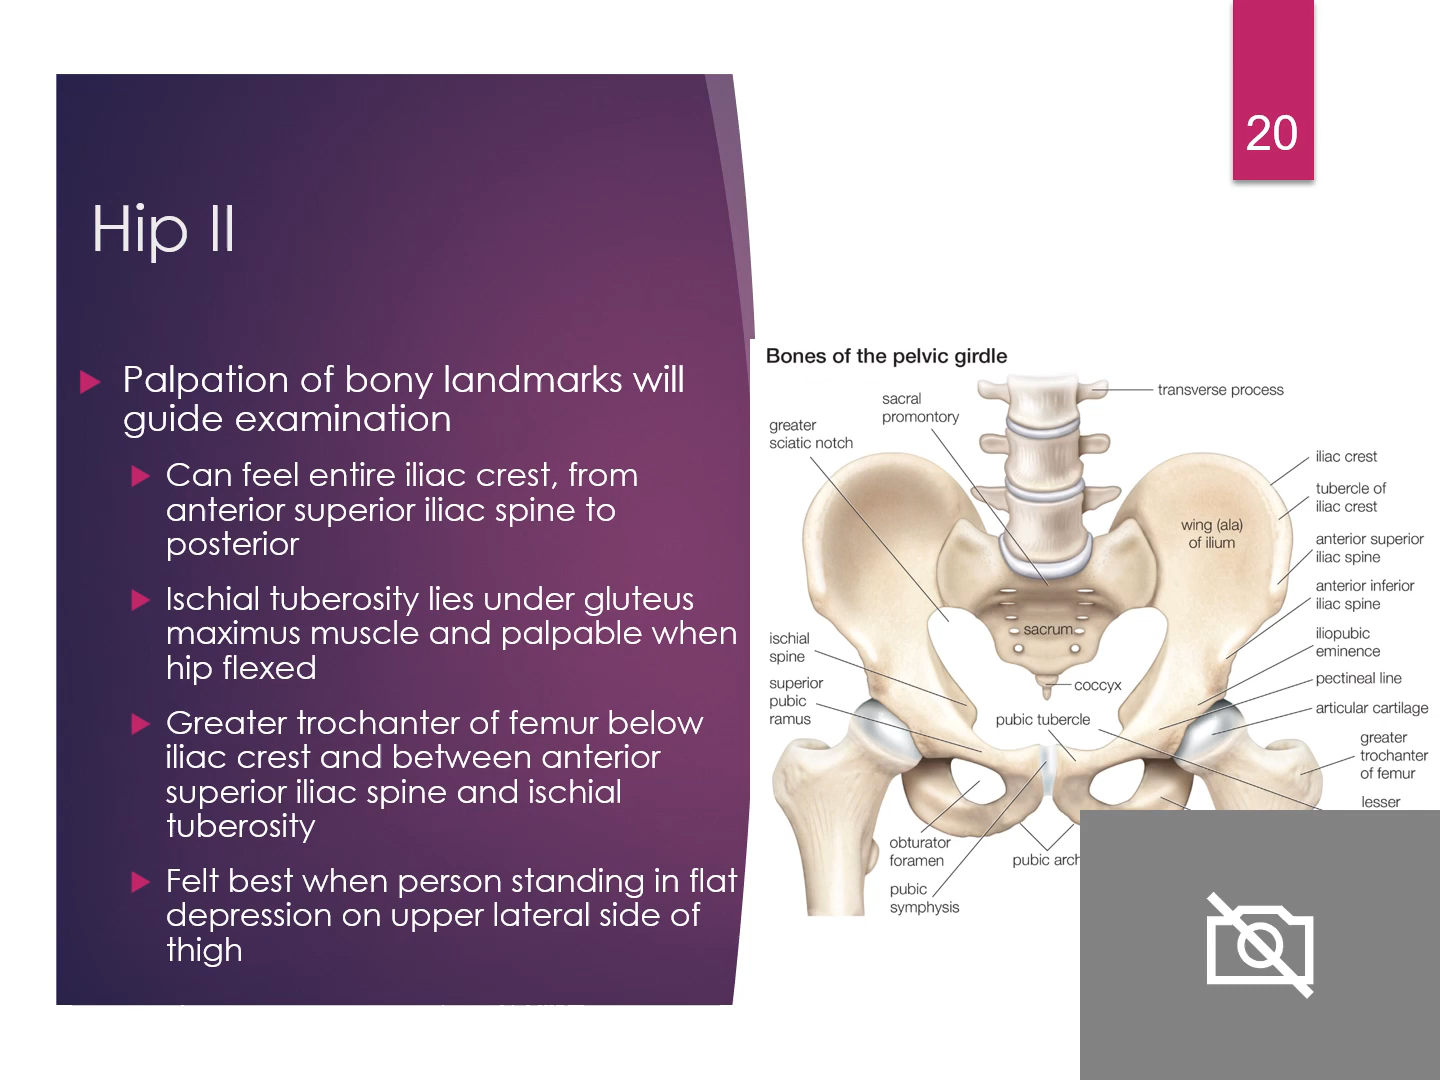 20
Hip II
Palpation of bony landmarks will
guide examination
Can feel entire iliac crest, from
anterior superior iliac spine to
posterior
Ischial tuberosity lies under gluteus
maximus muscle and palpable when
hip flexed
Greater trochanter of femur below
iliac crest and between anterior
superior iliac spine and ischial
tuberosity
Felt best when person standing in flat
depression on upper lateral side of
thigh
Bones of the pelvic girdle
transverse process
sacral
promontory
greater
sciatic notch
iliac crest
tubercle of
iliac crest
wing (ala)
of ilium
anterior superior
iliac spine
anterior inferior
iliac spine
sacrum
ischial
spine
iliopubic
eminence
superior
pubic
ramus
coccyx
pectineal line
pubic tubercle
articular cartilage
greater
trochanter
of femur
lesser
obturator
foramen
pubic arch
pubic
symphysis